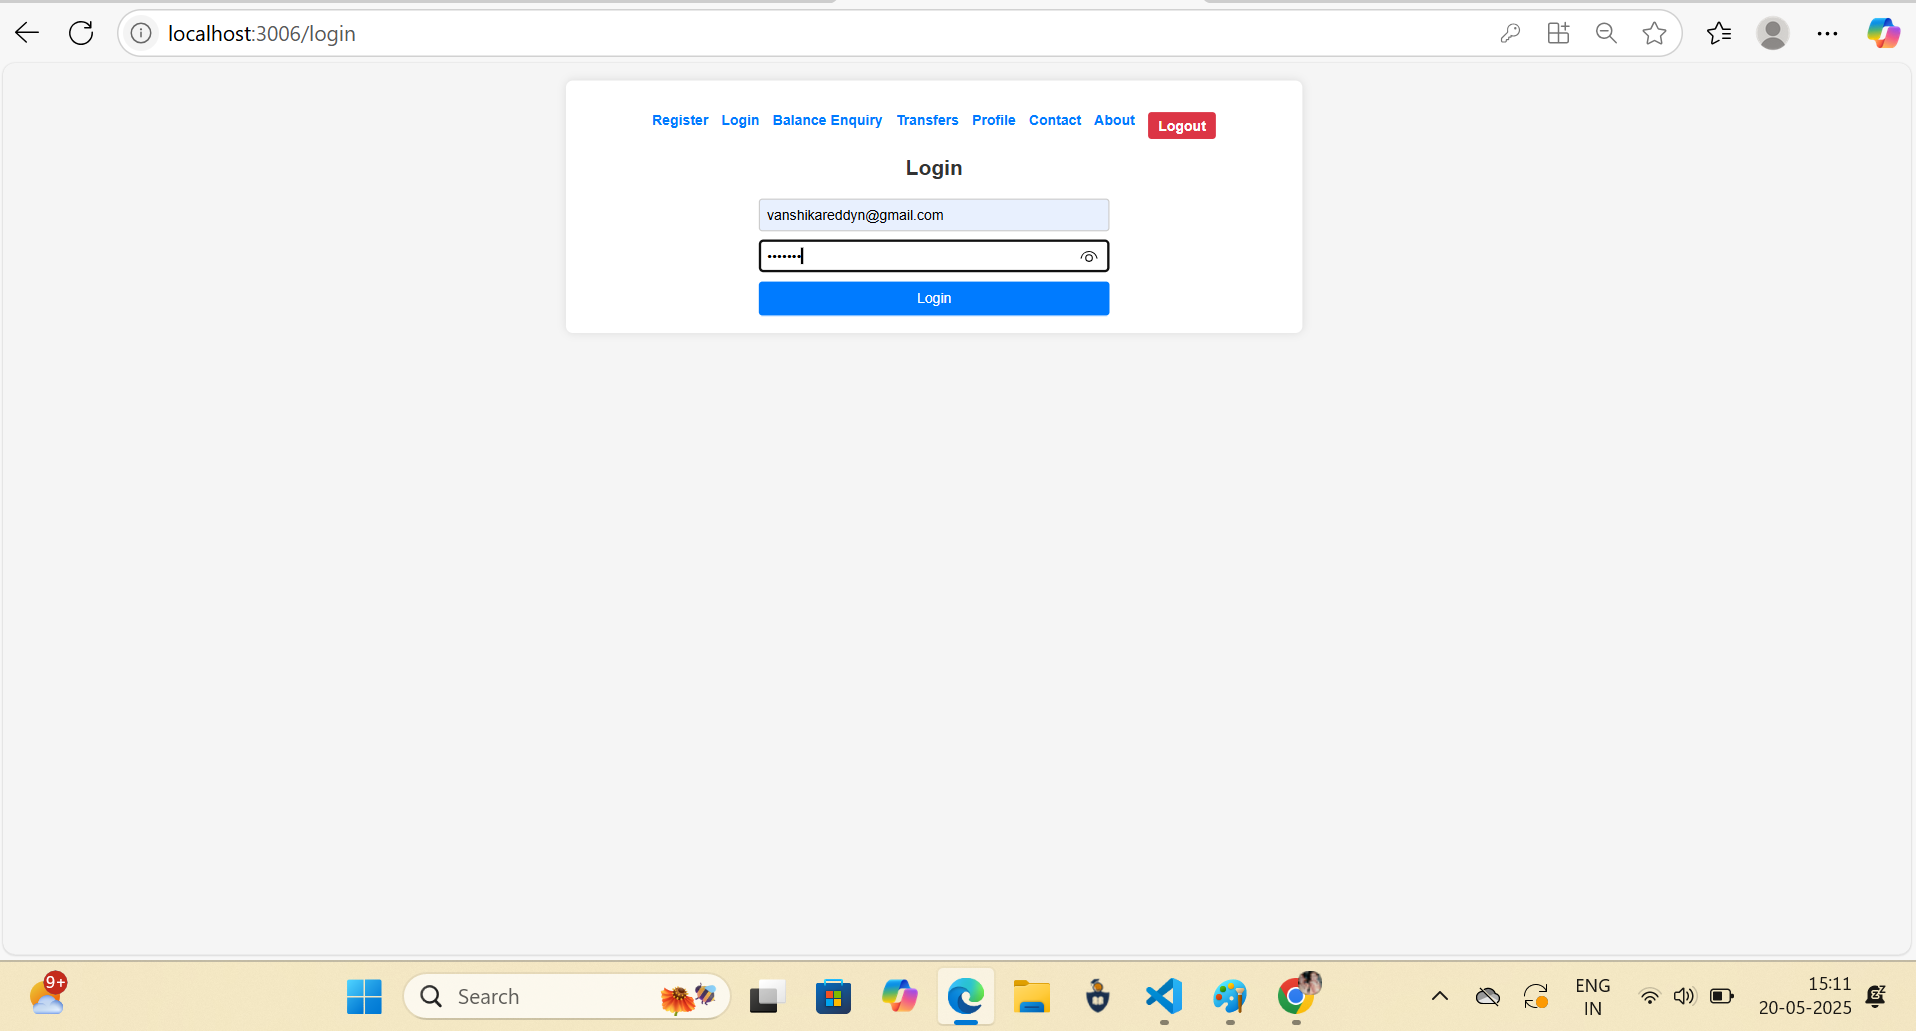 localhost:3006/login
Register Login Balance Enquiry Transfers Profile Contact About Logout
Login
vanshikareddyn@gmail.com
•••••••
Login
9+
Search
ENG
IN
15:11
20-05-2025